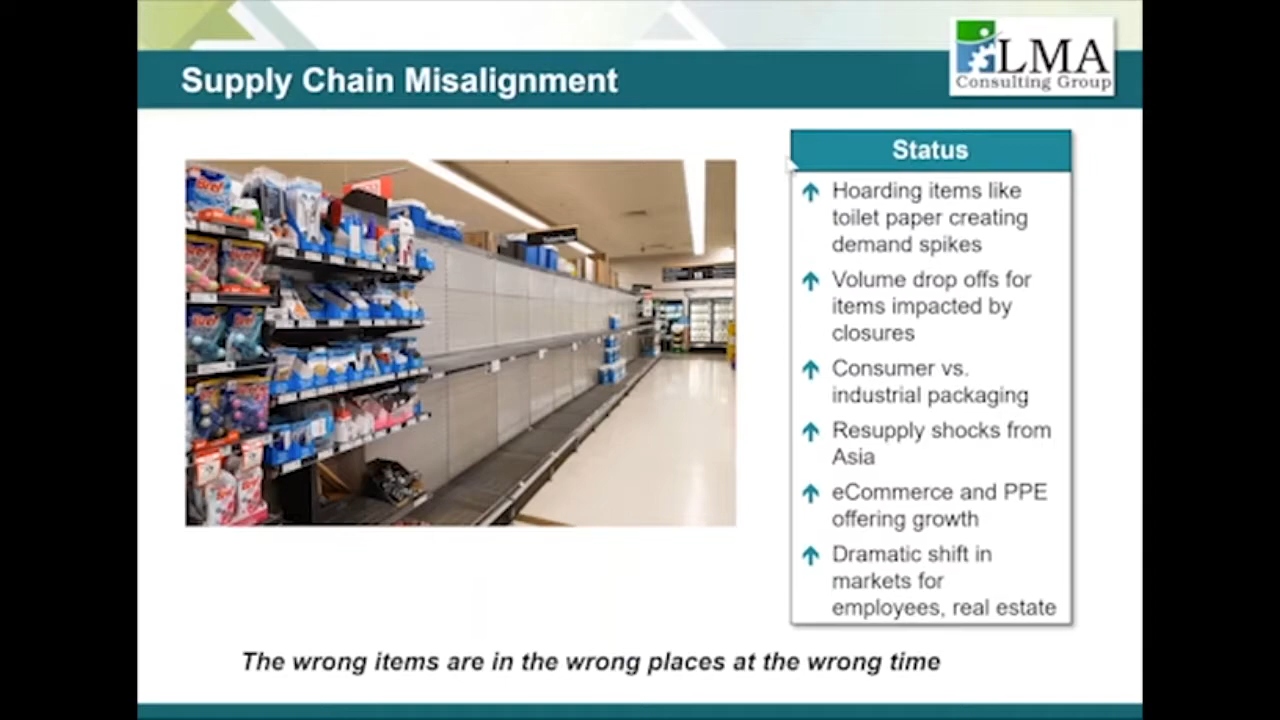 LMA
Consulting Group
Supply Chain Misalignment
Status
Hoarding items like
toilet paper creating
demand spikes
Volume drop offs for
items impacted by
closures
Consumer vs.
industrial packaging
Resupply shocks from
Asia
eCommerce and PPE
offering growth
Dramatic shift in
markets for
employees, real estate
Bref
Bref
The wrong items are in the wrong places at the wrong time